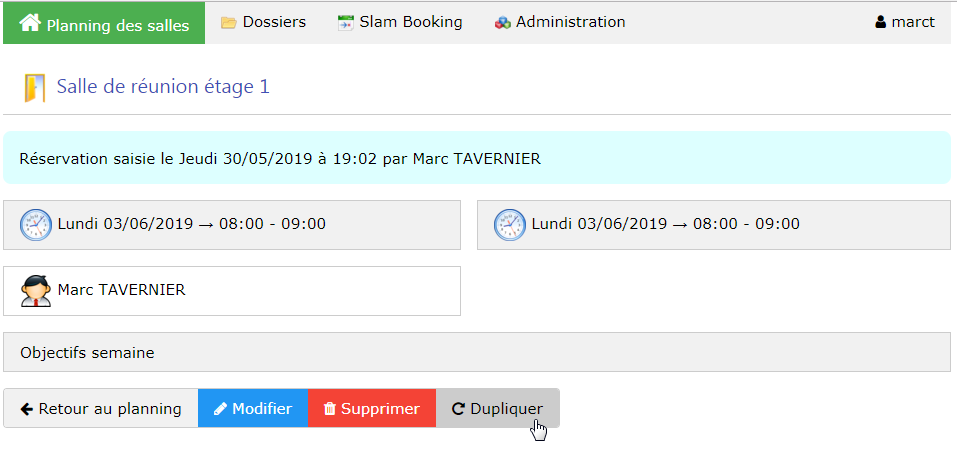 Planning des salles Dossiers Slam Booking Administration marct
Salle de réunion étage 1
Réservation saisie le Jeudi 30/05/2019 à 19:02 par Marc TAVERNIER
Lundi 03/06/2019 → 08:00 - 09:00 Lundi 03/06/2019 → 08:00 - 09:00
Marc TAVERNIER
Objectifs semaine
Retour au planning Modifier Supprimer Dupliquer